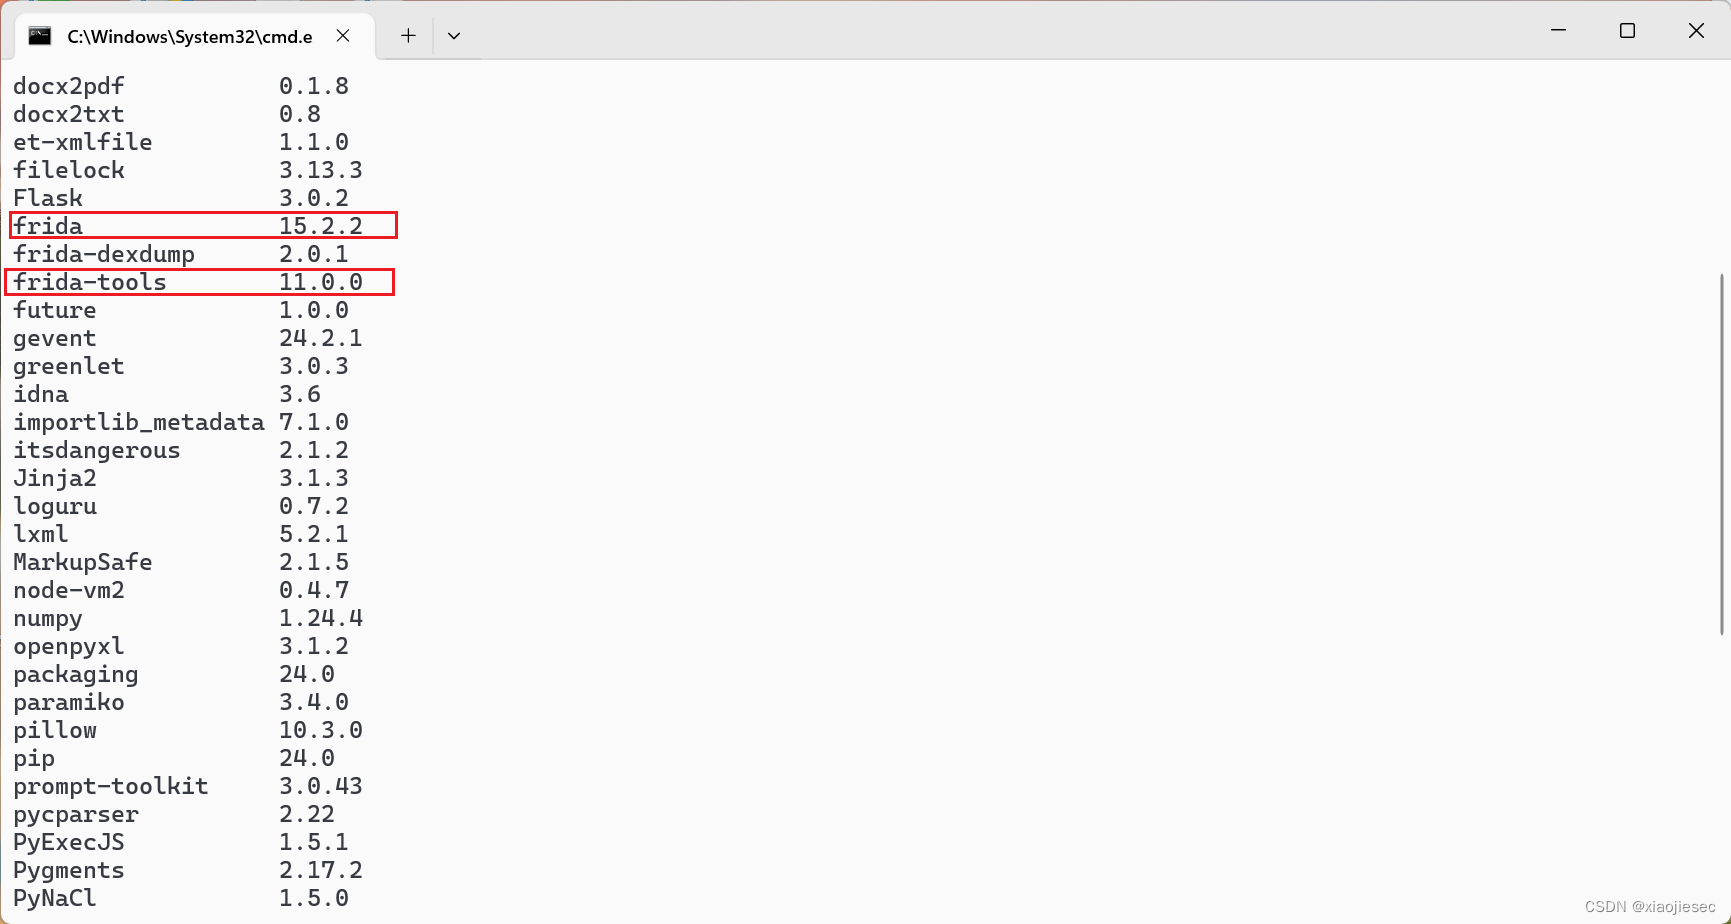 C:\Windows\System32\cmd.e
docx2pdf 0.1.8
docx2txt 0.8
et-xmlfile 1.1.0
filelock 3.13.3
Flask 3.0.2
frida 15.2.2
frida-dexdump 2.0.1
frida-tools 11.0.0
future 1.0.0
gevent 24.2.1
greenlet 3.0.3
idna 3.6
importlib_metadata 7.1.0
itsdangerous 2.1.2
Jinja2 3.1.3
loguru 0.7.2
lxml 5.2.1
MarkupSafe 2.1.5
node-vm2 0.4.7
numpy 1.24.4
openpyxl 3.1.2
packaging 24.0
paramiko 3.4.0
pillow 10.3.0
pip 24.0
prompt-toolkit 3.0.43
pycparser 2.22
PyExecJS 1.5.1
Pygments 2.17.2
PyNaCl 1.5.0
CSDN @xiaojiesec